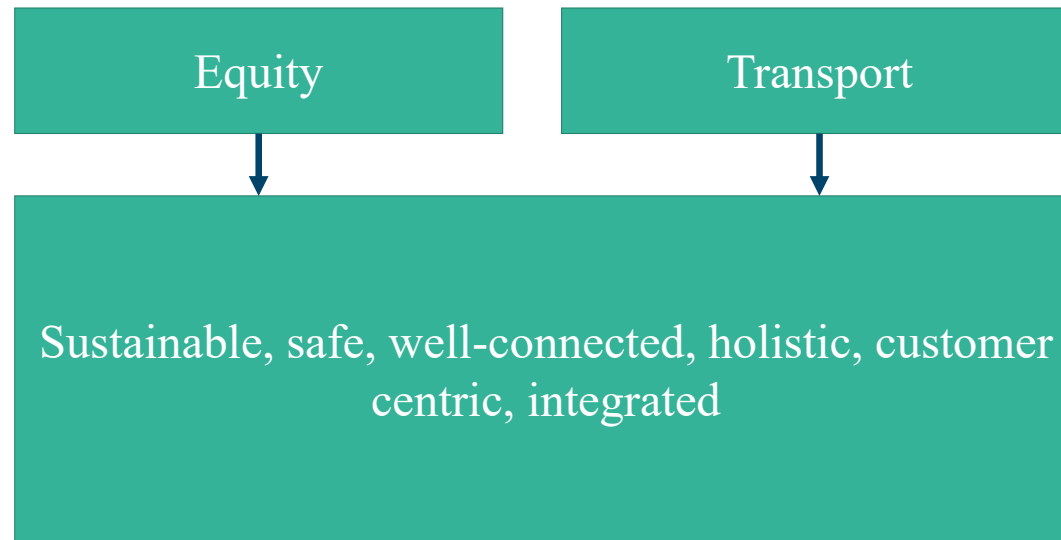 Equity
Transport
Sustainable, safe, well-connected, holistic, customer
centric, integrated